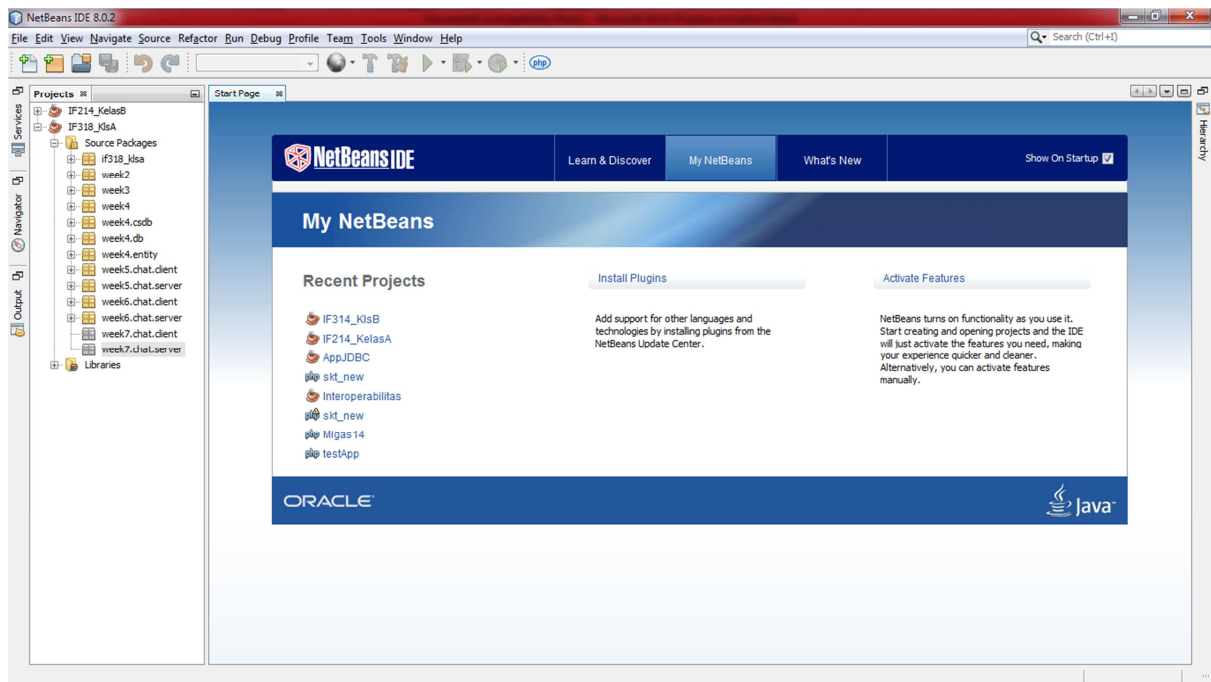 NetBeans IDE 8.0.2
File Edit View Navigate Source Refactor Run Debug Profile Team Tools Window Help
Search (Ctrl+I)
php
Services
Navigator
Output
Projects
IF214_KelasB
IF318_KlsA
Source Packages
if318_klsa
week2
week3
week4
week4.csdb
week4.db
week4.entity
week5.chat.client
week5.chat.server
week6.chat.client
week6.chat.server
week7.chat.client
week7.chat.server
Libraries
Start Page
NetBeans IDE
Learn & Discover
My NetBeans
What's New
Show On Startup
My NetBeans
Recent Projects
IF314_KlsB
IF214_KelasA
AppJDBC
php skt_new
Interoperabilitas
php skt_new
php Migas14
php testApp
Install Plugins
Add support for other languages and
technologies by installing plugins from the
NetBeans Update Center.
Activate Features
NetBeans turns on functionality as you use it.
Start creating and opening projects and the IDE
will just activate the features you need, making
your experience quicker and cleaner.
Alternatively, you can activate features
manually.
ORACLE
Java
Hierarchy